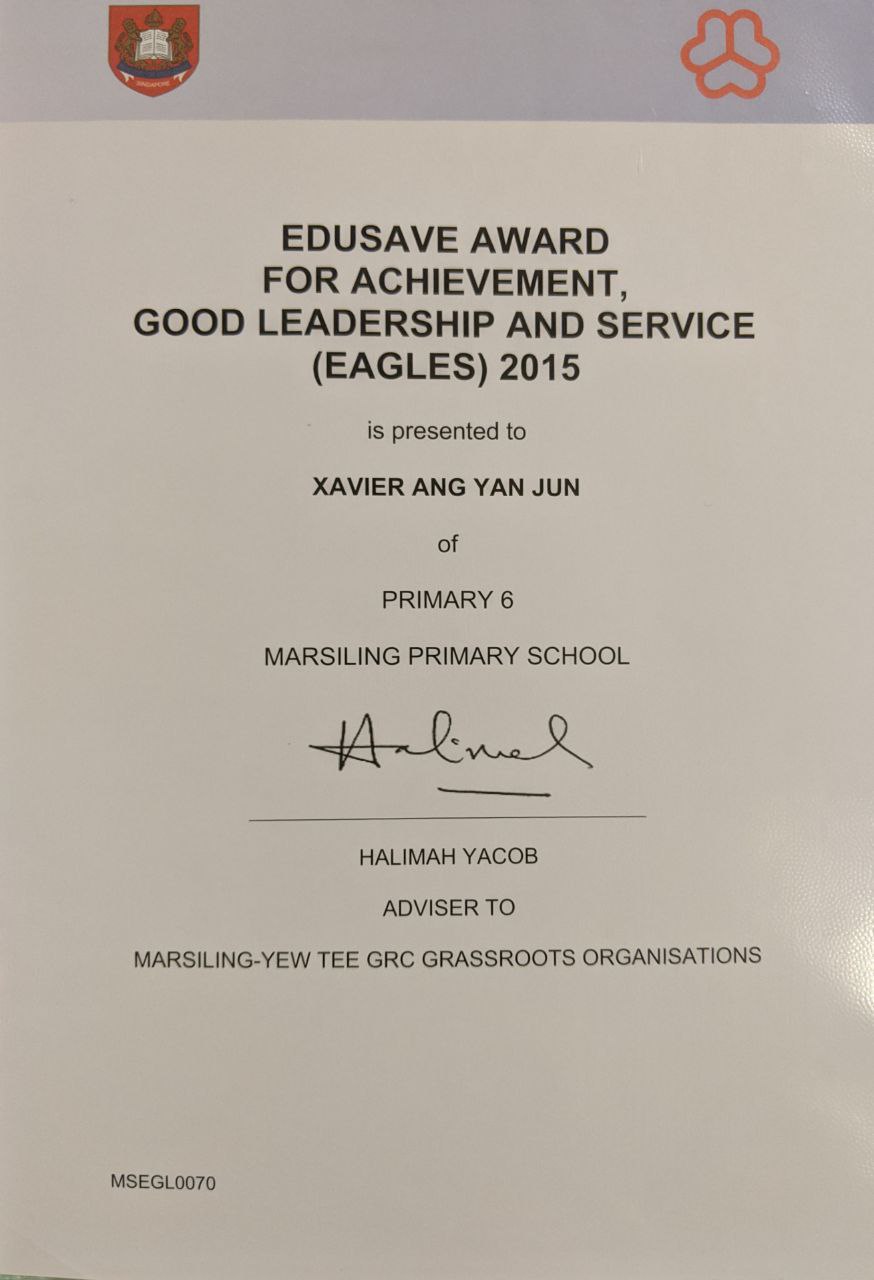 SINGAPORE
EDUSAVE AWARD
FOR ACHIEVEMENT,
GOOD LEADERSHIP AND SERVICE
(EAGLES) 2015
is presented to
XAVIER ANG YAN JUN
of
PRIMARY 6
MARSILING PRIMARY SCHOOL
Halimah
HALIMAH YACOB
ADVISER TO
MARSILING-YEW TEE GRC GRASSROOTS ORGANISATIONS
MSEGL0070